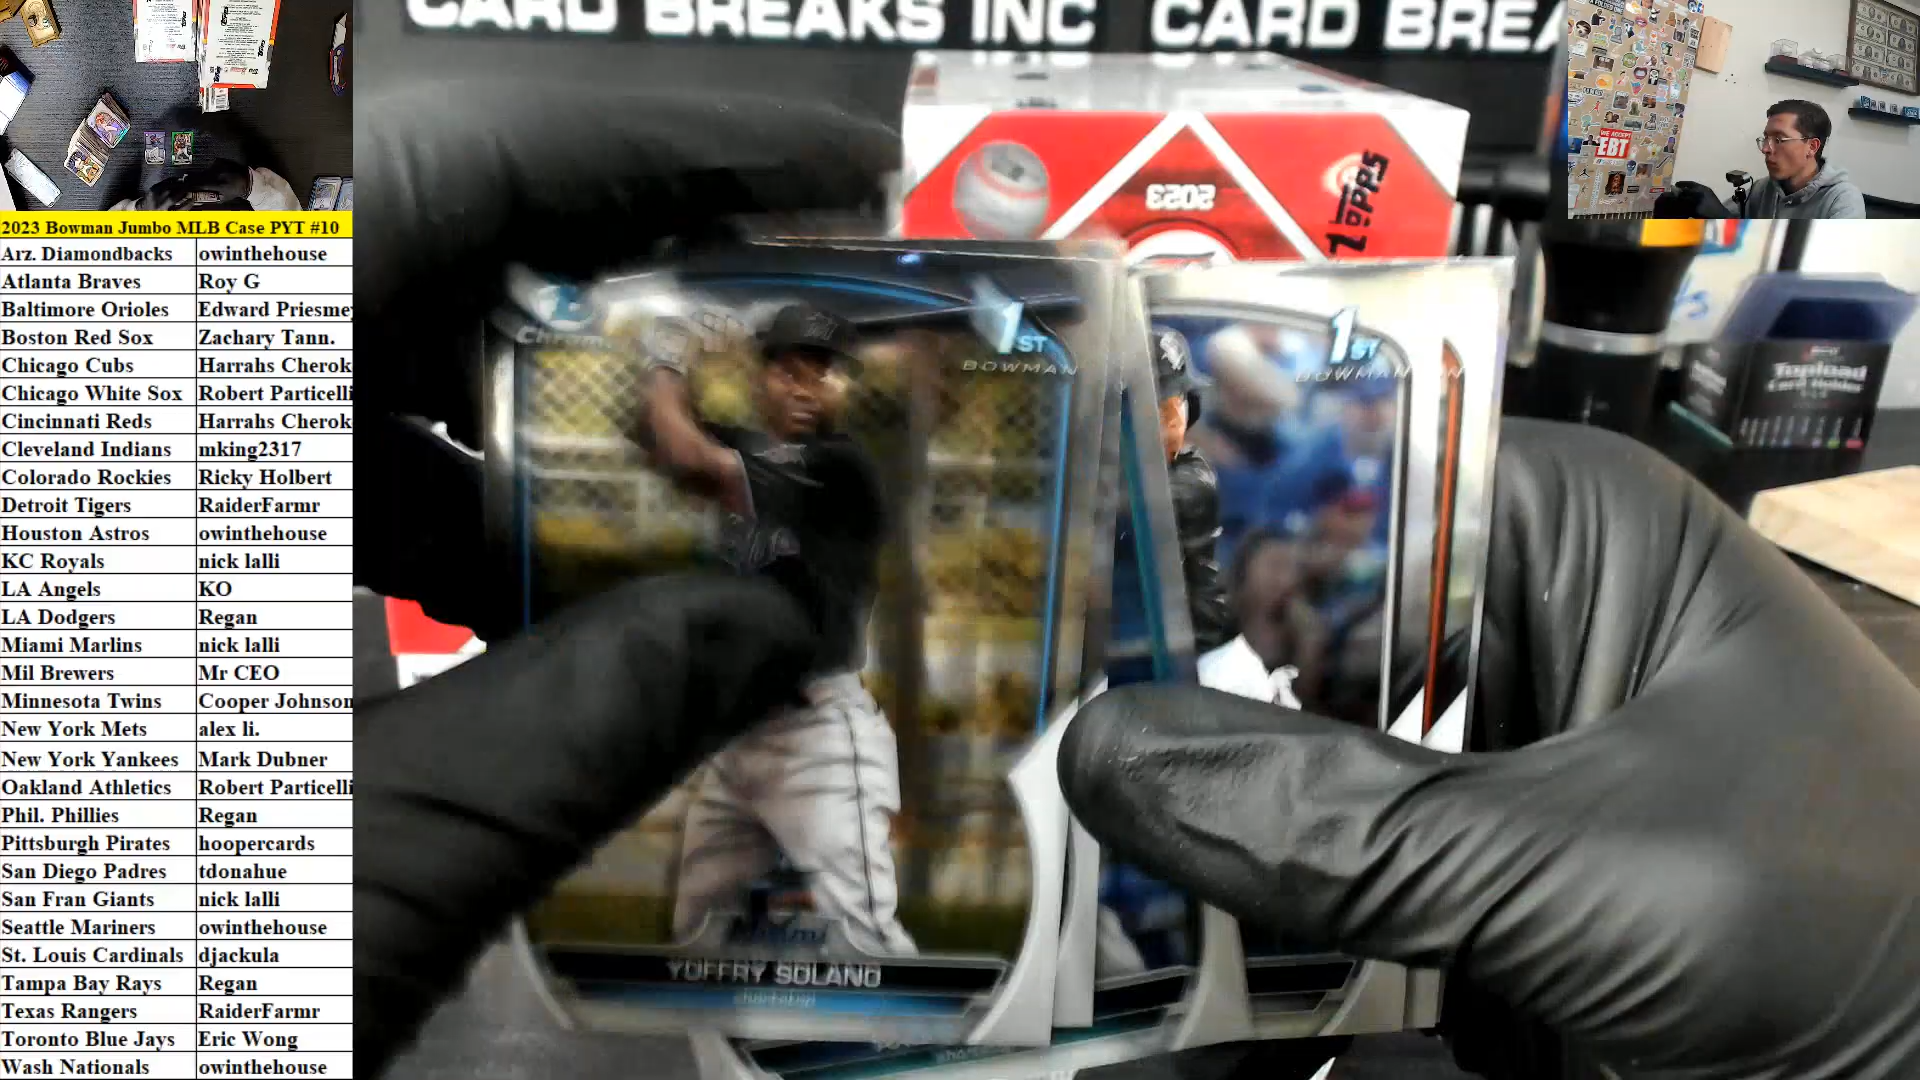 CARD BREAKS INC CARD BREA
2023
Topps
WE ACCEPT
EBT
1ST
BOWMAN
Chrome
1ST
BOWMAN
Topload
Card Holder
YOFFRY SOLANO
2023 Bowman Jumbo MLB Case PYT #10
Arz. Diamondbacks owinthehouse
Atlanta Braves Roy G
Baltimore Orioles Edward Priesmey
Boston Red Sox Zachary Tann.
Chicago Cubs Harrahs Cherok
Chicago White Sox Robert Particelli
Cincinnati Reds Harrahs Cherok
Cleveland Indians mking2317
Colorado Rockies Ricky Holbert
Detroit Tigers RaiderFarmr
Houston Astros owinthehouse
KC Royals nick lalli
LA Angels KO
LA Dodgers Regan
Miami Marlins nick lalli
Mil Brewers Mr CEO
Minnesota Twins Cooper Johnson
New York Mets alex li.
New York Yankees Mark Dubner
Oakland Athletics Robert Particelli
Phil. Phillies Regan
Pittsburgh Pirates hoopercards
San Diego Padres tdonahue
San Fran Giants nick lalli
Seattle Mariners owinthehouse
St. Louis Cardinals djackula
Tampa Bay Rays Regan
Texas Rangers RaiderFarmr
Toronto Blue Jays Eric Wong
Wash Nationals owinthehouse